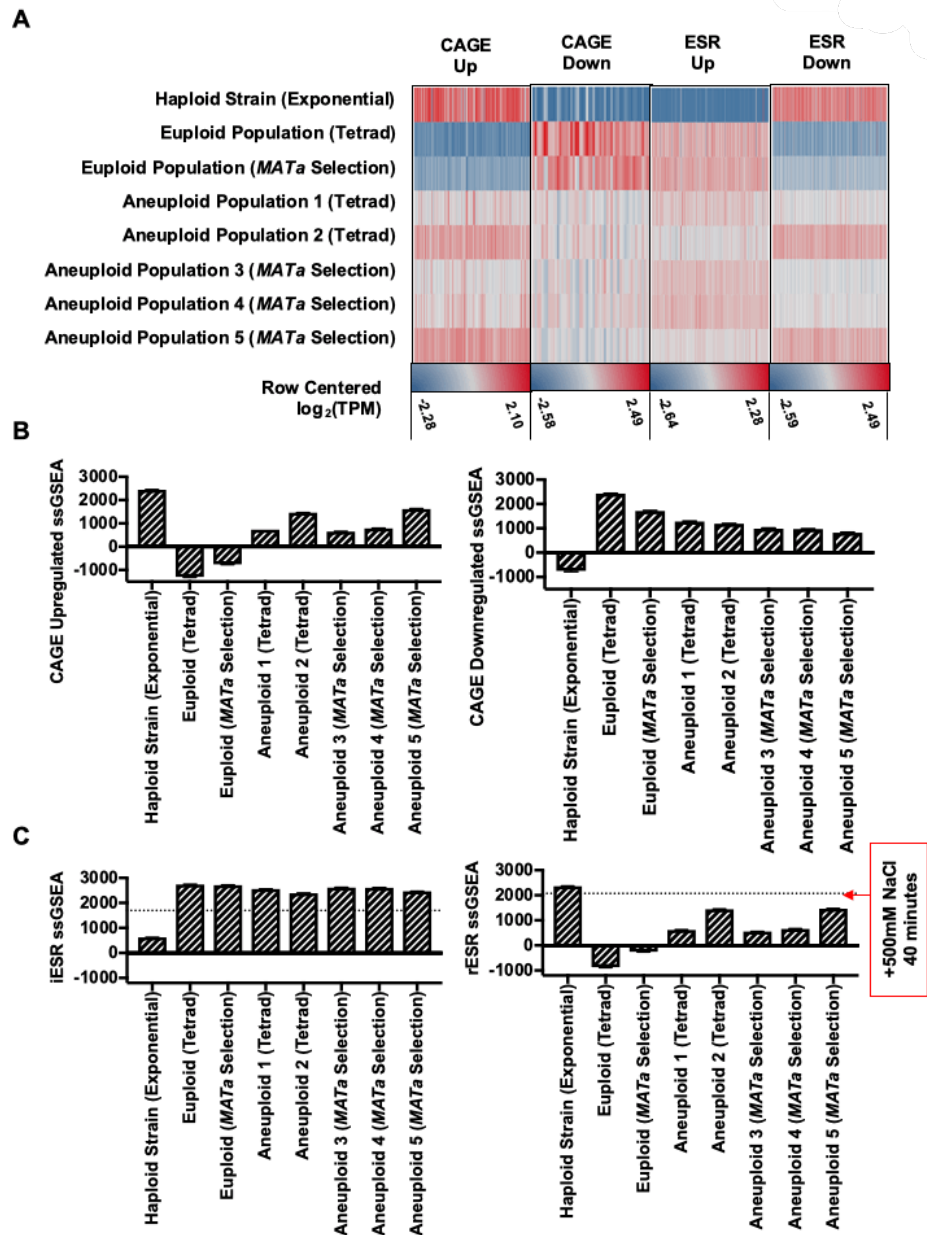 A
CAGE Up
CAGE Down
ESR Up
ESR Down
Haploid Strain (Exponential)
Euploid Population (Tetrad)
Euploid Population (MATa Selection)
Aneuploid Population 1 (Tetrad)
Aneuploid Population 2 (Tetrad)
Aneuploid Population 3 (MATa Selection)
Aneuploid Population 4 (MATa Selection)
Aneuploid Population 5 (MATa Selection)
Row Centered
log₂(TPM)
-2.28
2.10
-2.58
2.49
-2.64
2.28
-2.59
2.49
B
CAGE Upregulated ssGSEA
3000
2000
1000
0
-1000
Haploid Strain (Exponential)
Euploid (Tetrad)
Euploid (MATa Selection)
Aneuploid 1 (Tetrad)
Aneuploid 2 (Tetrad)
Aneuploid 3 (MATa Selection)
Aneuploid 4 (MATa Selection)
Aneuploid 5 (MATa Selection)
CAGE Downregulated ssGSEA
3000
2000
1000
0
-1000
Haploid Strain (Exponential)
Euploid (Tetrad)
Euploid (MATa Selection)
Aneuploid 1 (Tetrad)
Aneuploid 2 (Tetrad)
Aneuploid 3 (MATa Selection)
Aneuploid 4 (MATa Selection)
Aneuploid 5 (MATa Selection)
C
iESR ssGSEA
3000
2000
1000
0
-1000
Haploid Strain (Exponential)
Euploid (Tetrad)
Euploid (MATa Selection)
Aneuploid 1 (Tetrad)
Aneuploid 2 (Tetrad)
Aneuploid 3 (MATa Selection)
Aneuploid 4 (MATa Selection)
Aneuploid 5 (MATa Selection)
rESR ssGSEA
3000
2000
1000
0
-1000
Haploid Strain (Exponential)
Euploid (Tetrad)
Euploid (MATa Selection)
Aneuploid 1 (Tetrad)
Aneuploid 2 (Tetrad)
Aneuploid 3 (MATa Selection)
Aneuploid 4 (MATa Selection)
Aneuploid 5 (MATa Selection)
+500mM NaCl
40 minutes